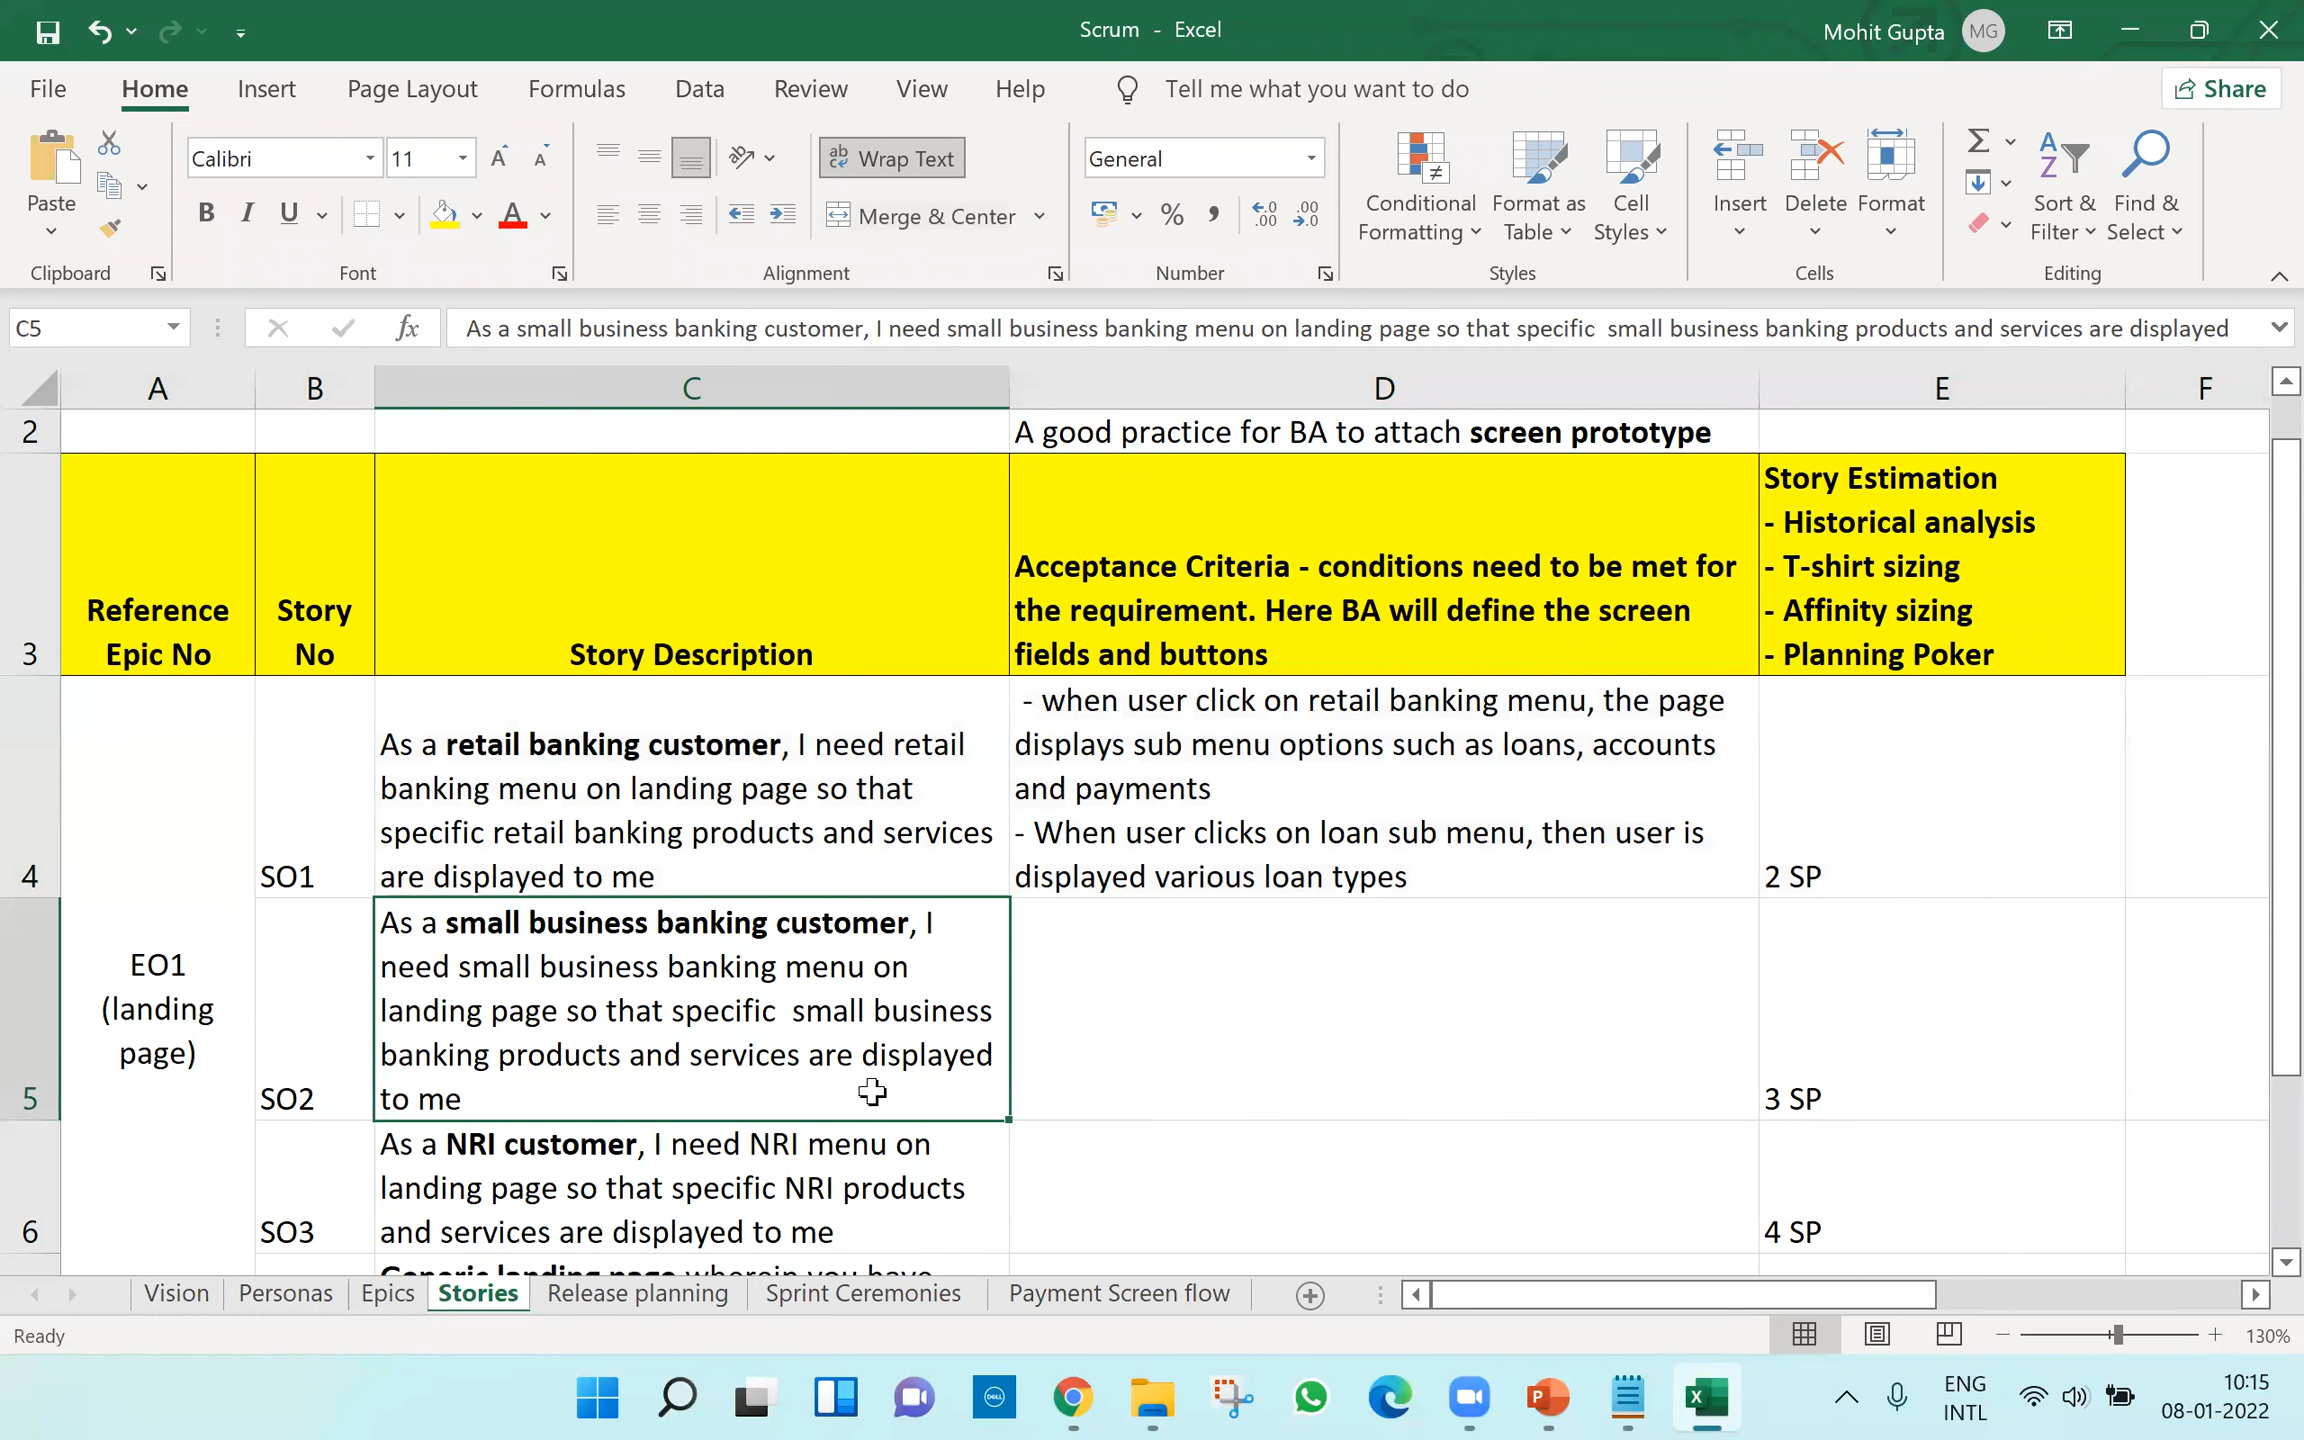 Scrum - Excel
Mohit Gupta
MG
File
Home
Insert
Page Layout
Formulas
Data
Review
View
Help
Tell me what you want to do
Share
Paste
Calibri
11
A
A
B
I
U
A
ab
Wrap Text
Merge & Center
General
%
Conditional
Formatting
Format as
Table
Cell
Styles
Insert
Delete
Format
Sort &
Filter
Find &
Select
Clipboard
Font
Alignment
Number
Styles
Cells
Editing
C5
fx
As a small business banking customer, I need small business banking menu on landing page so that specific  small business banking products and services are displayed
A
B
C
D
E
F
2
A good practice for BA to attach screen prototype
3
Reference
Epic No
Story
No
Story Description
Acceptance Criteria - conditions need to be met for
the requirement. Here BA will define the screen
fields and buttons
Story Estimation
- Historical analysis
- T-shirt sizing
- Affinity sizing
- Planning Poker
4
SO1
As a retail banking customer, I need retail
banking menu on landing page so that
specific retail banking products and services
are displayed to me
- when user click on retail banking menu, the page
displays sub menu options such as loans, accounts
and payments
- When user clicks on loan sub menu, then user is
displayed various loan types
2 SP
EO1
(landing
page)
5
SO2
As a small business banking customer, I
need small business banking menu on
landing page so that specific  small business
banking products and services are displayed
to me
3 SP
6
SO3
As a NRI customer, I need NRI menu on
landing page so that specific NRI products
and services are displayed to me
4 SP
Generic landing page wherein you have
Vision
Personas
Epics
Stories
Release planning
Sprint Ceremonies
Payment Screen flow
Ready
130%
DELL
ENG
INTL
10:15
08-01-2022